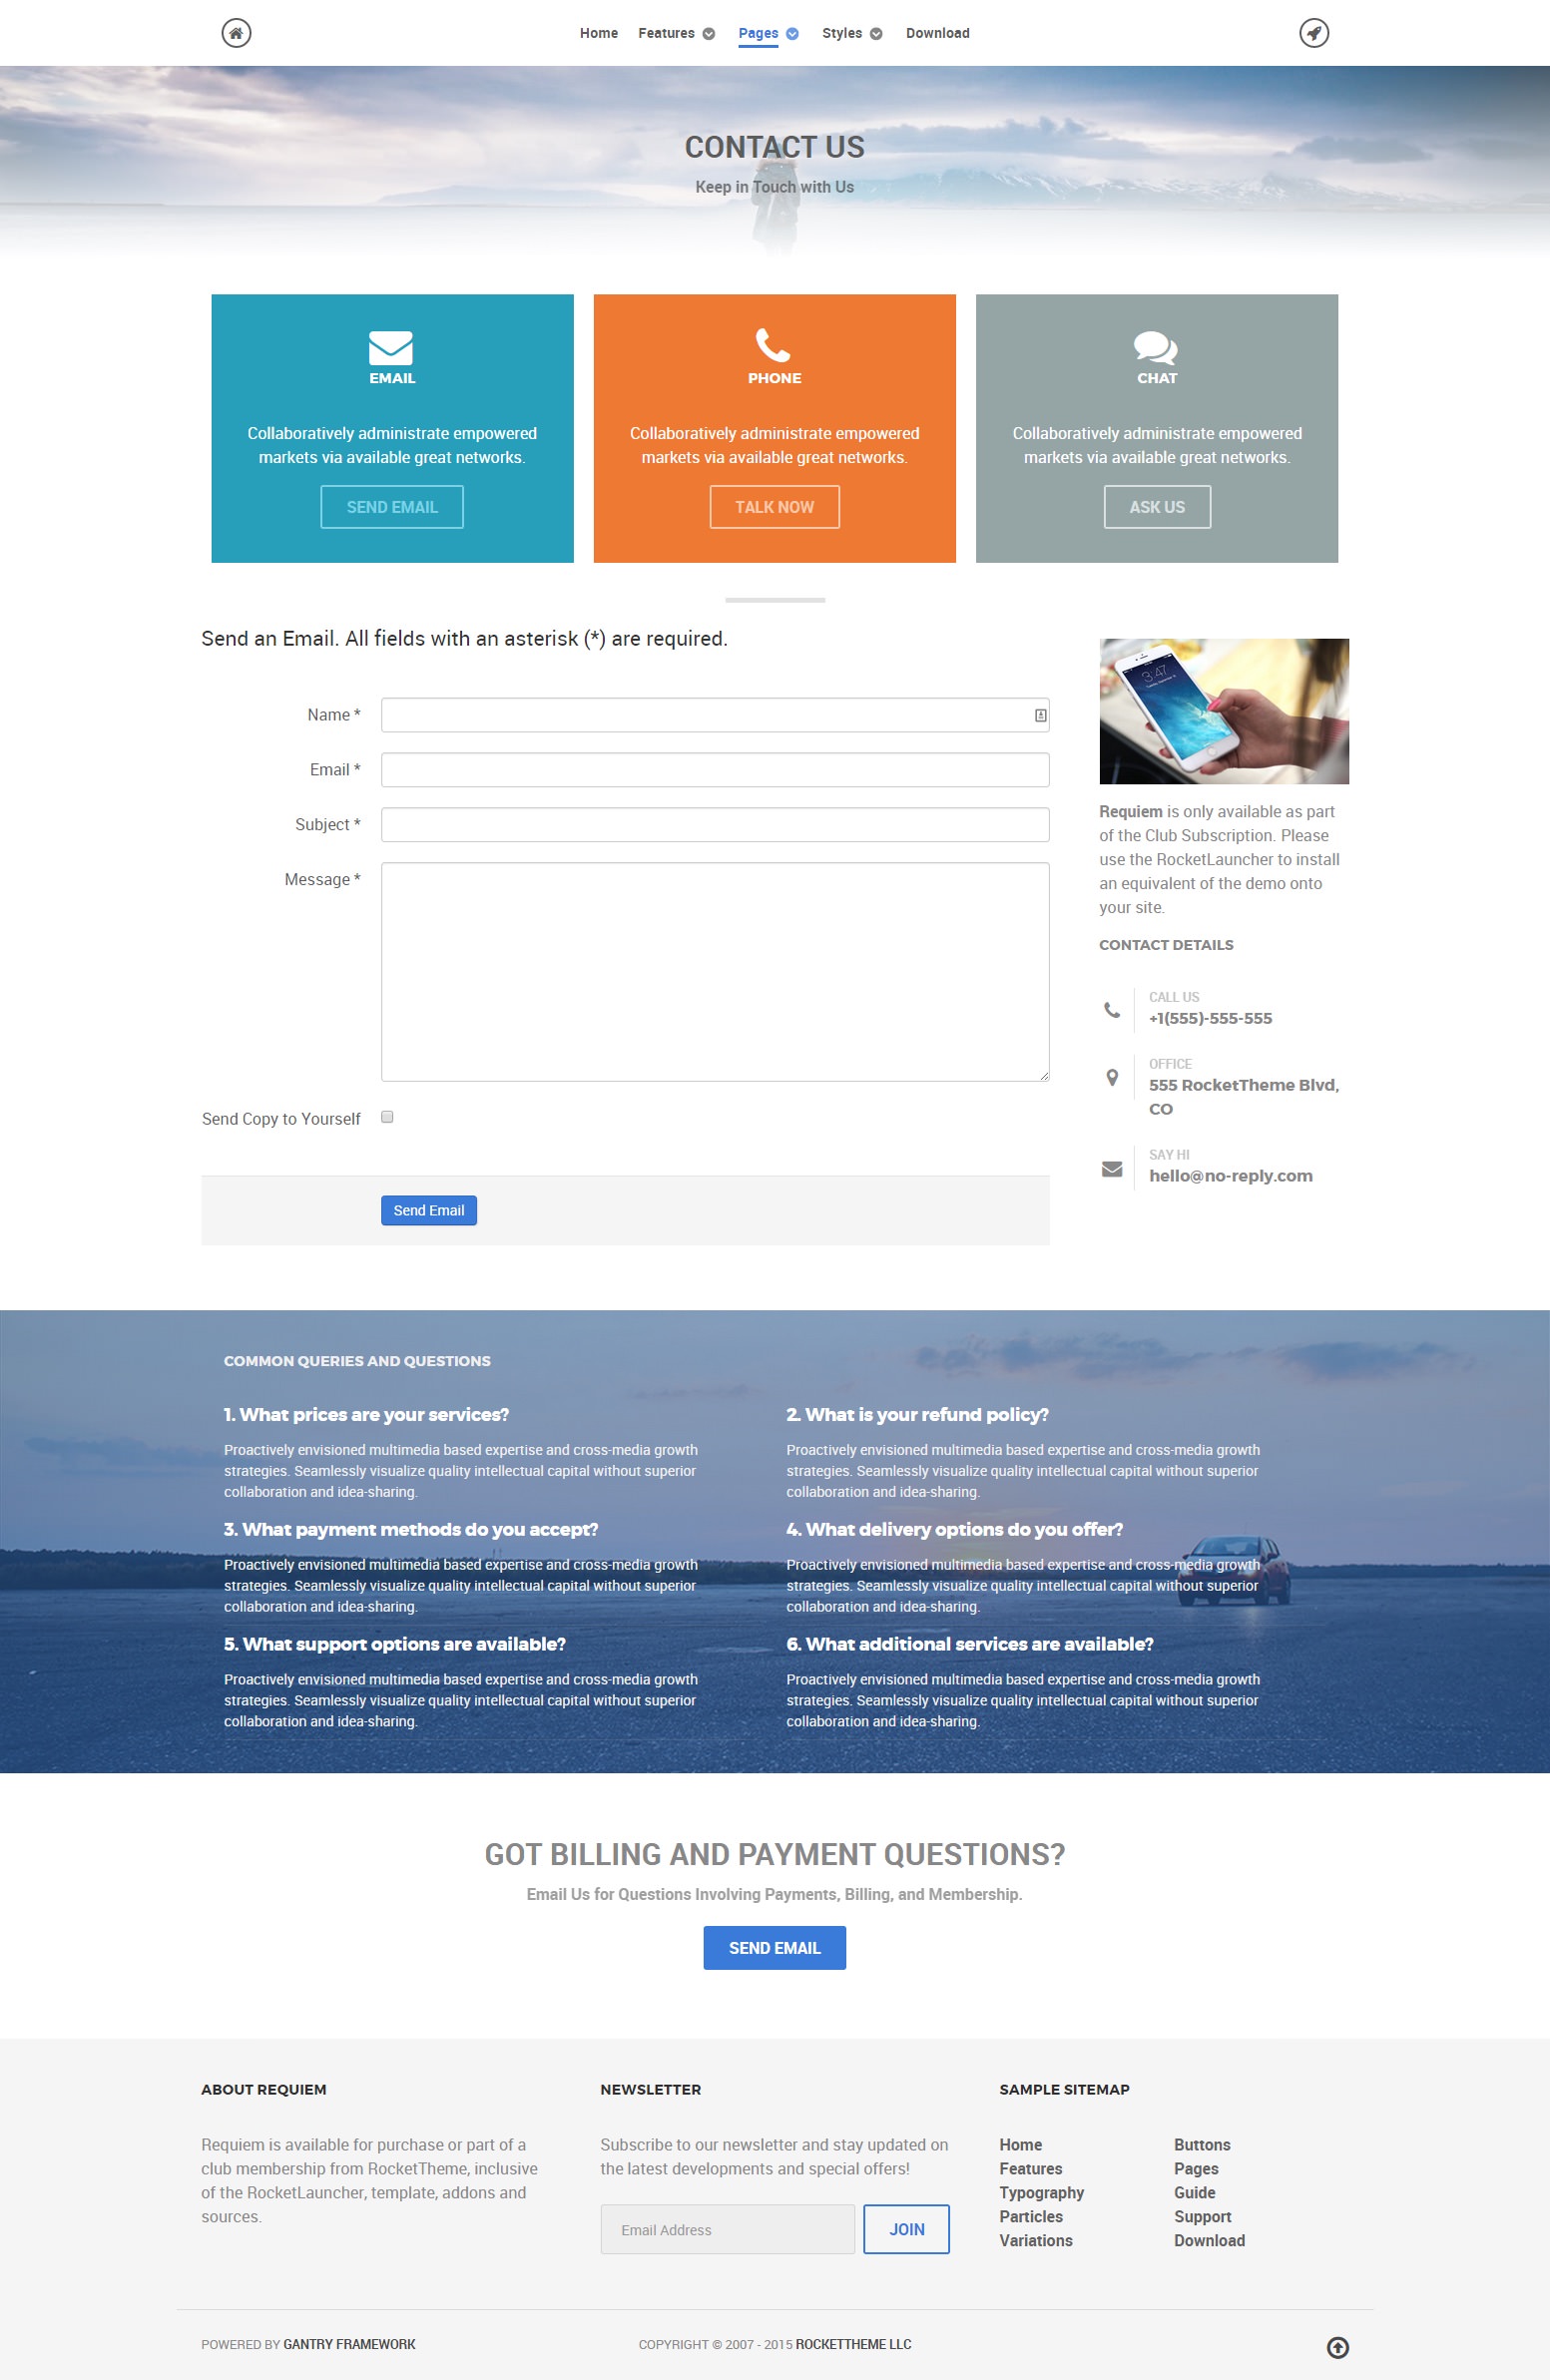 Home Features Pages Styles Download
CONTACT US
Keep in Touch with Us
EMAIL
Collaboratively administrate empowered
markets via available great networks.
SEND EMAIL
PHONE
Collaboratively administrate empowered
markets via available great networks.
TALK NOW
CHAT
Collaboratively administrate empowered
markets via available great networks.
ASK US
Send an Email. All fields with an asterisk (*) are required.
Name *
Email *
Subject *
Message *
Send Copy to Yourself
Send Email
3:47
Requiem is only available as part
of the Club Subscription. Please
use the RocketLauncher to install
an equivalent of the demo onto
your site.
CONTACT DETAILS
CALL US
+1(555)-555-555
OFFICE
555 RocketTheme Blvd,
CO
SAY HI
hello@no-reply.com
COMMON QUERIES AND QUESTIONS
1. What prices are your services?
Proactively envisioned multimedia based expertise and cross-media growth
strategies. Seamlessly visualize quality intellectual capital without superior
collaboration and idea-sharing.
2. What is your refund policy?
Proactively envisioned multimedia based expertise and cross-media growth
strategies. Seamlessly visualize quality intellectual capital without superior
collaboration and idea-sharing.
3. What payment methods do you accept?
Proactively envisioned multimedia based expertise and cross-media growth
strategies. Seamlessly visualize quality intellectual capital without superior
collaboration and idea-sharing.
4. What delivery options do you offer?
Proactively envisioned multimedia based expertise and cross-media growth
strategies. Seamlessly visualize quality intellectual capital without superior
collaboration and idea-sharing.
5. What support options are available?
Proactively envisioned multimedia based expertise and cross-media growth
strategies. Seamlessly visualize quality intellectual capital without superior
collaboration and idea-sharing.
6. What additional services are available?
Proactively envisioned multimedia based expertise and cross-media growth
strategies. Seamlessly visualize quality intellectual capital without superior
collaboration and idea-sharing.
GOT BILLING AND PAYMENT QUESTIONS?
Email Us for Questions Involving Payments, Billing, and Membership.
SEND EMAIL
ABOUT REQUIEM
Requiem is available for purchase or part of a
club membership from RocketTheme, inclusive
of the RocketLauncher, template, addons and
sources.
NEWSLETTER
Subscribe to our newsletter and stay updated on
the latest developments and special offers!
Email Address
JOIN
SAMPLE SITEMAP
Home
Features
Typography
Particles
Variations
Buttons
Pages
Guide
Support
Download
POWERED BY GANTRY FRAMEWORK
COPYRIGHT © 2007 - 2015 ROCKETTHEME LLC